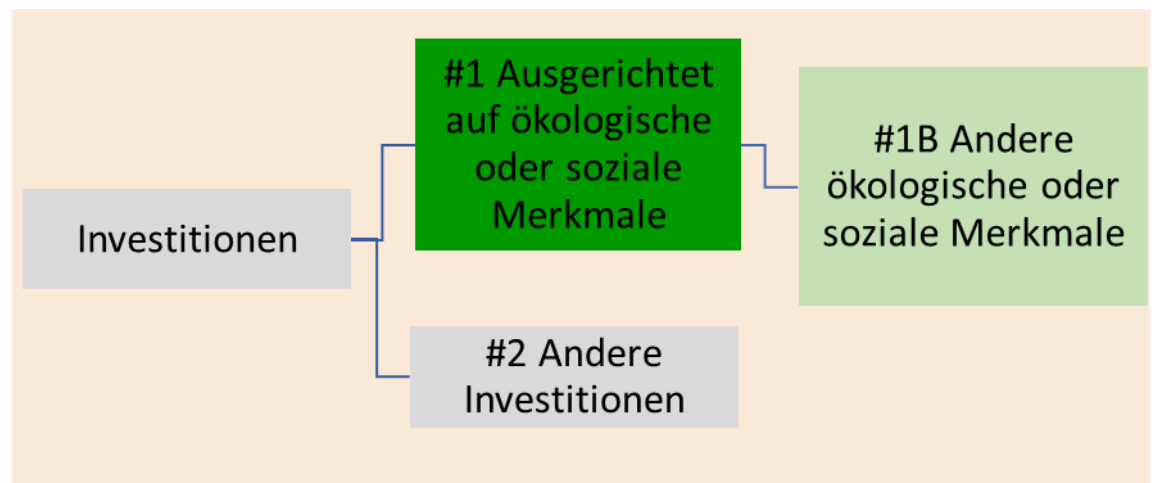 #1 Ausgerichtet
auf ökologische
oder soziale
Merkmale
#1B Andere
ökologische oder
soziale Merkmale
Investitionen
#2 Andere
Investitionen